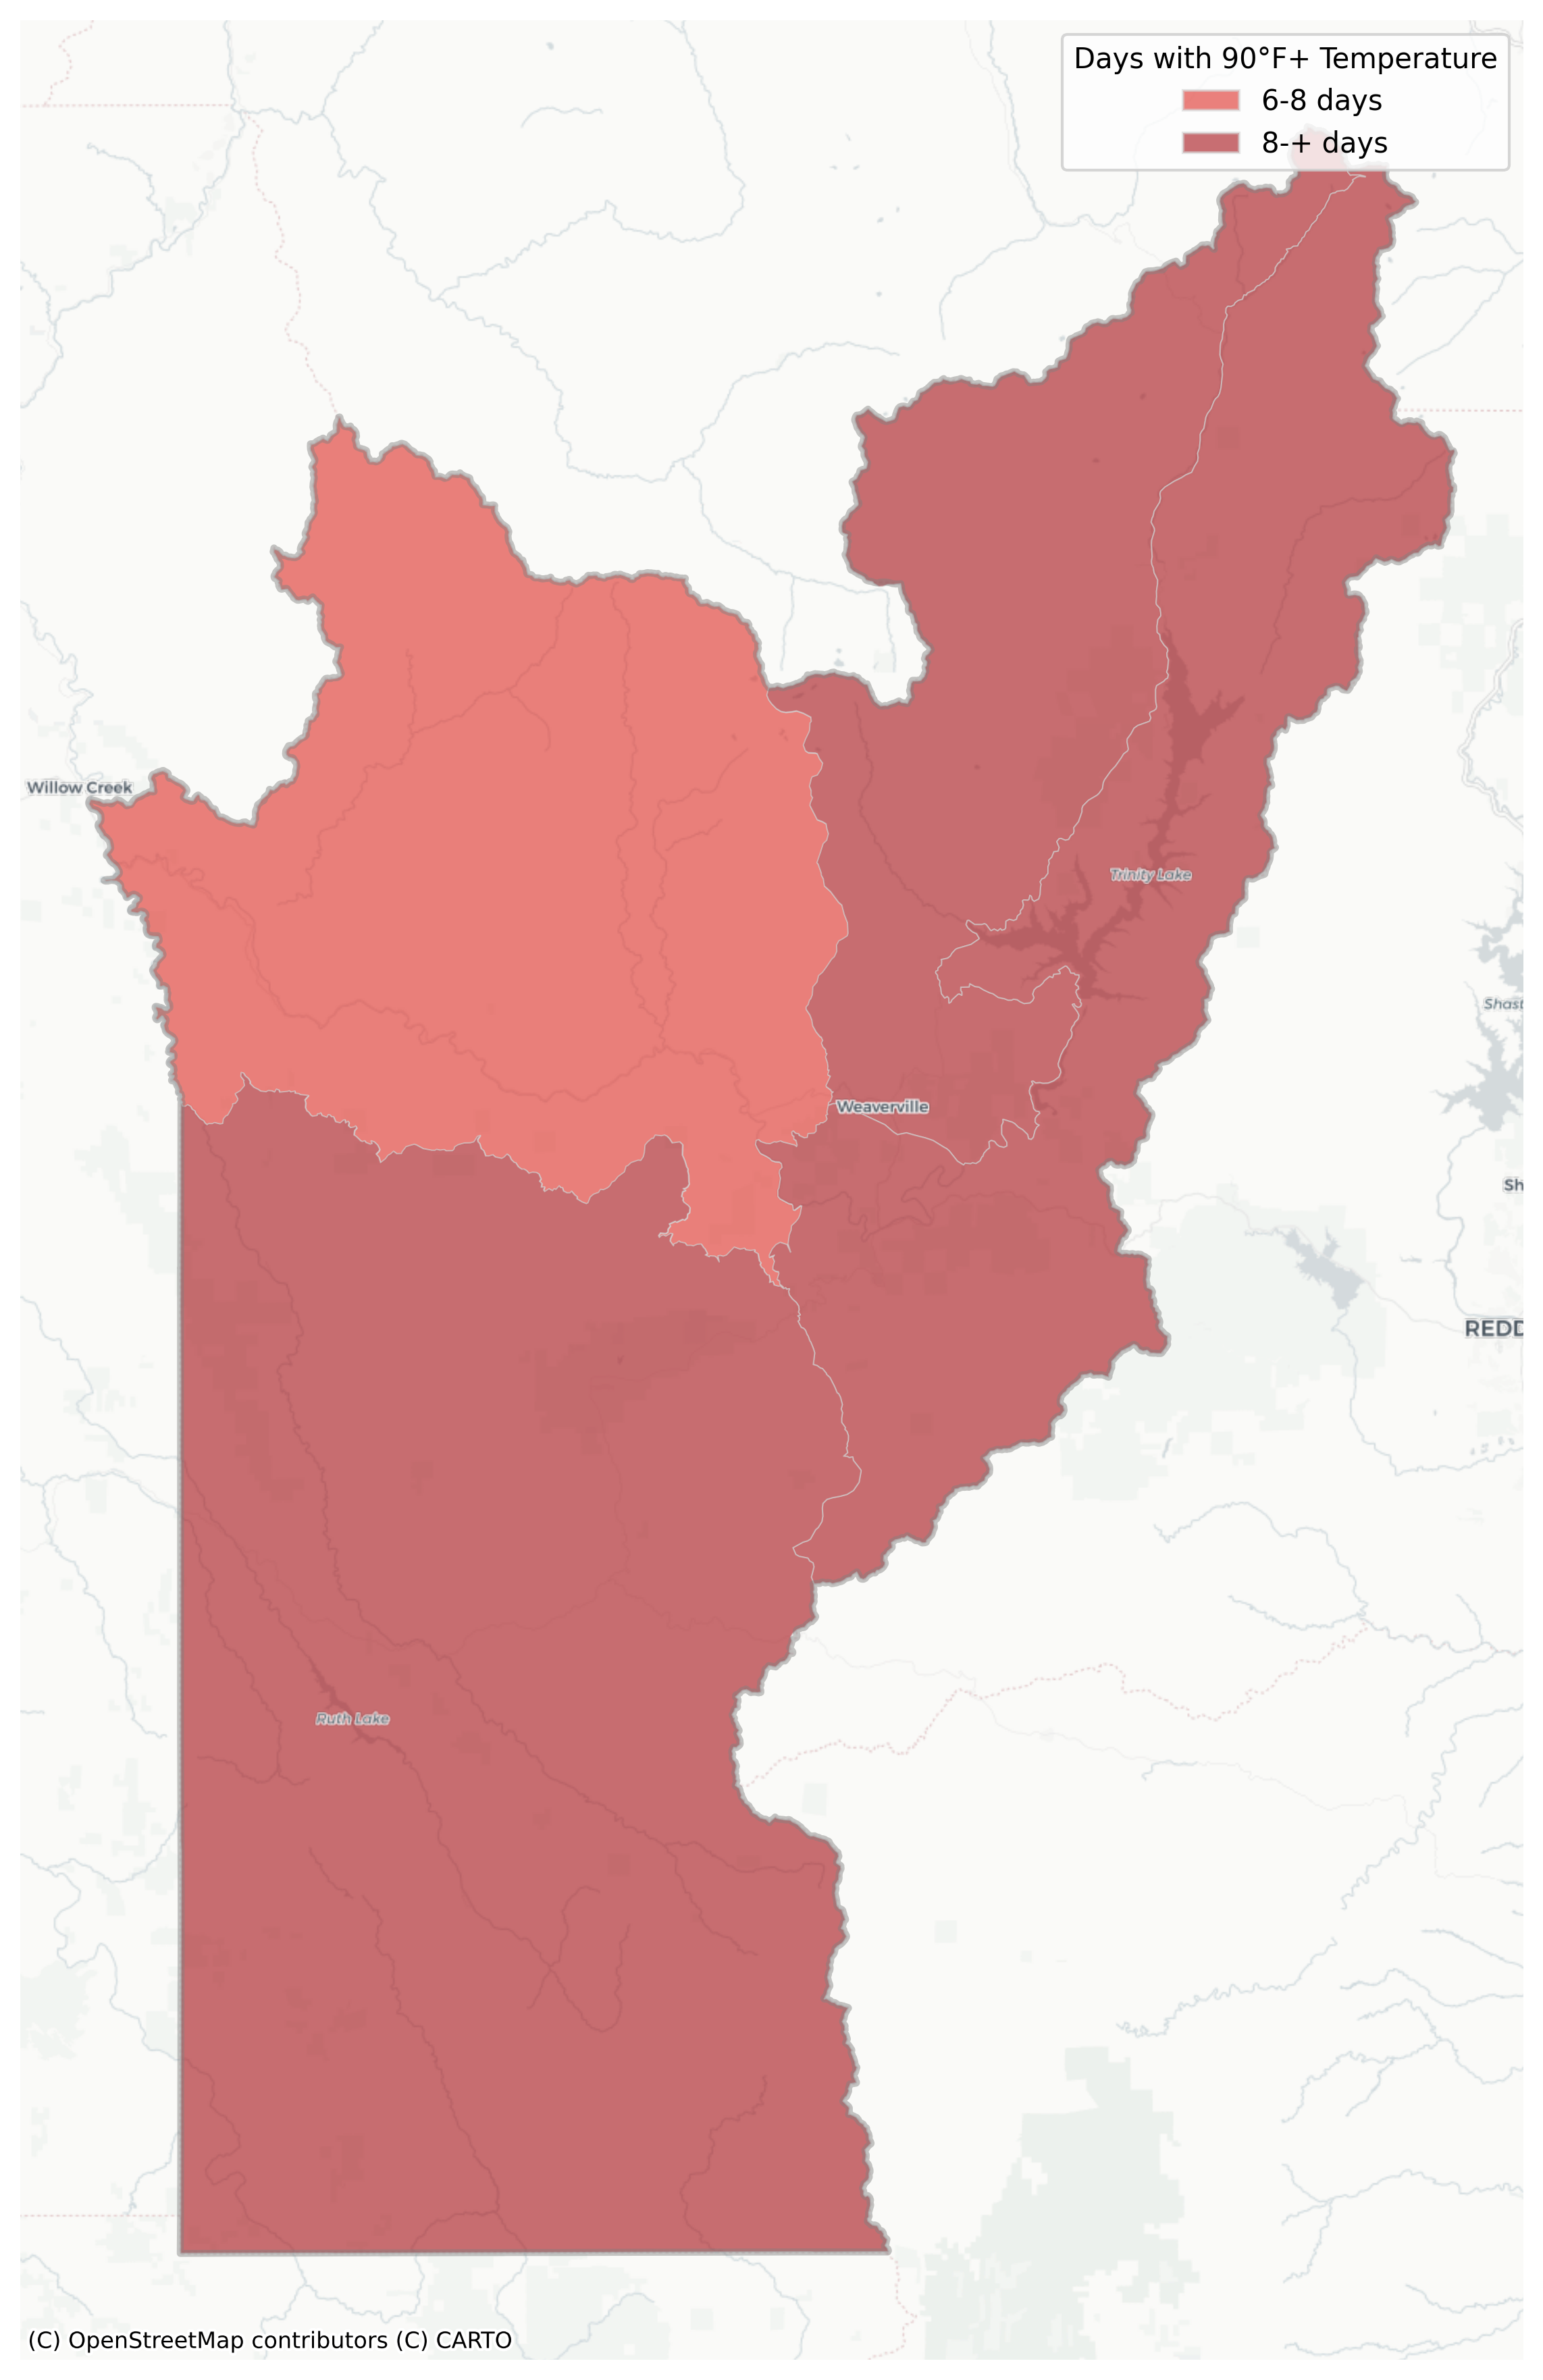 Days with 90°F+ Temperature
6-8 days
8-+ days
Willow Creek
Trinity Lake
Shast
Weaverville
Sh
REDD
Ruth Lake
(C) OpenStreetMap contributors (C) CARTO